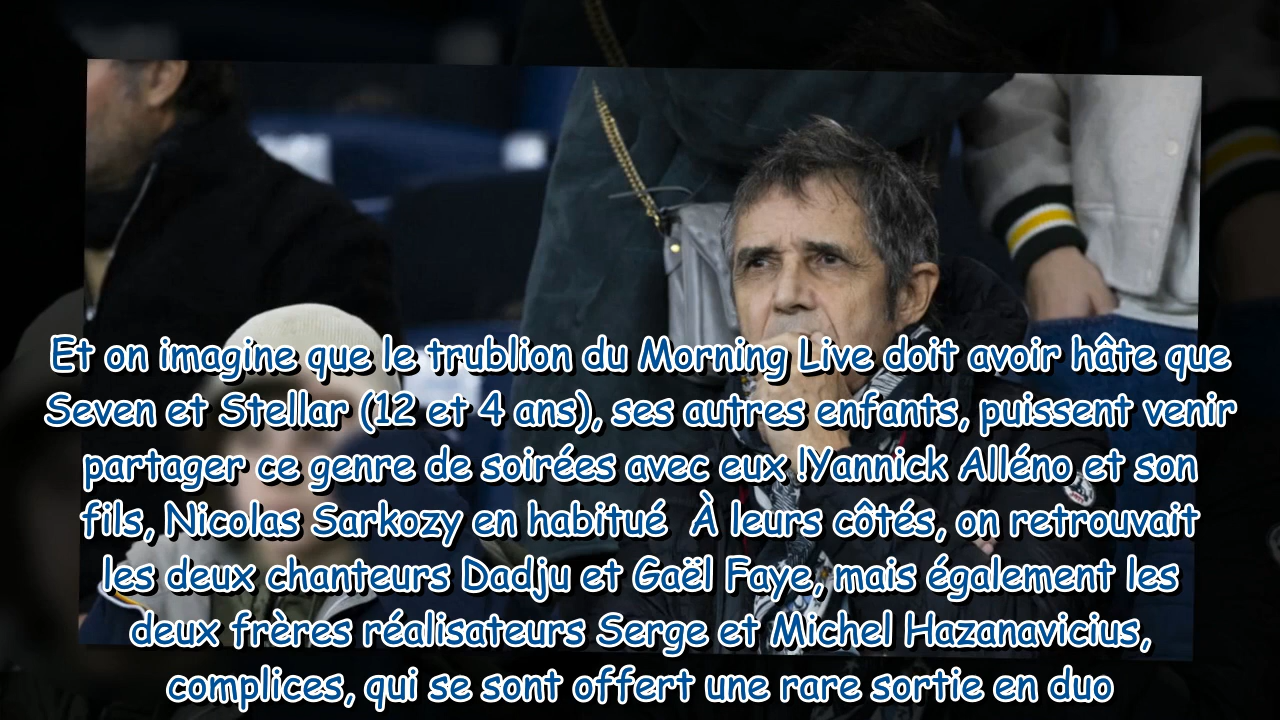 Et on imagine que le trublion du Morning Live doit avoir hâte que
Seven et Stellar (12 et 4 ans), ses autres enfants, puissent venir
partager ce genre de soirées avec eux !Yannick Alléno et son
fils, Nicolas Sarkozy en habitué  À leurs côtés, on retrouvait
les deux chanteurs Dadju et Gaël Faye, mais également les
deux frères réalisateurs Serge et Michel Hazanavicius,
complices, qui se sont offert une rare sortie en duo